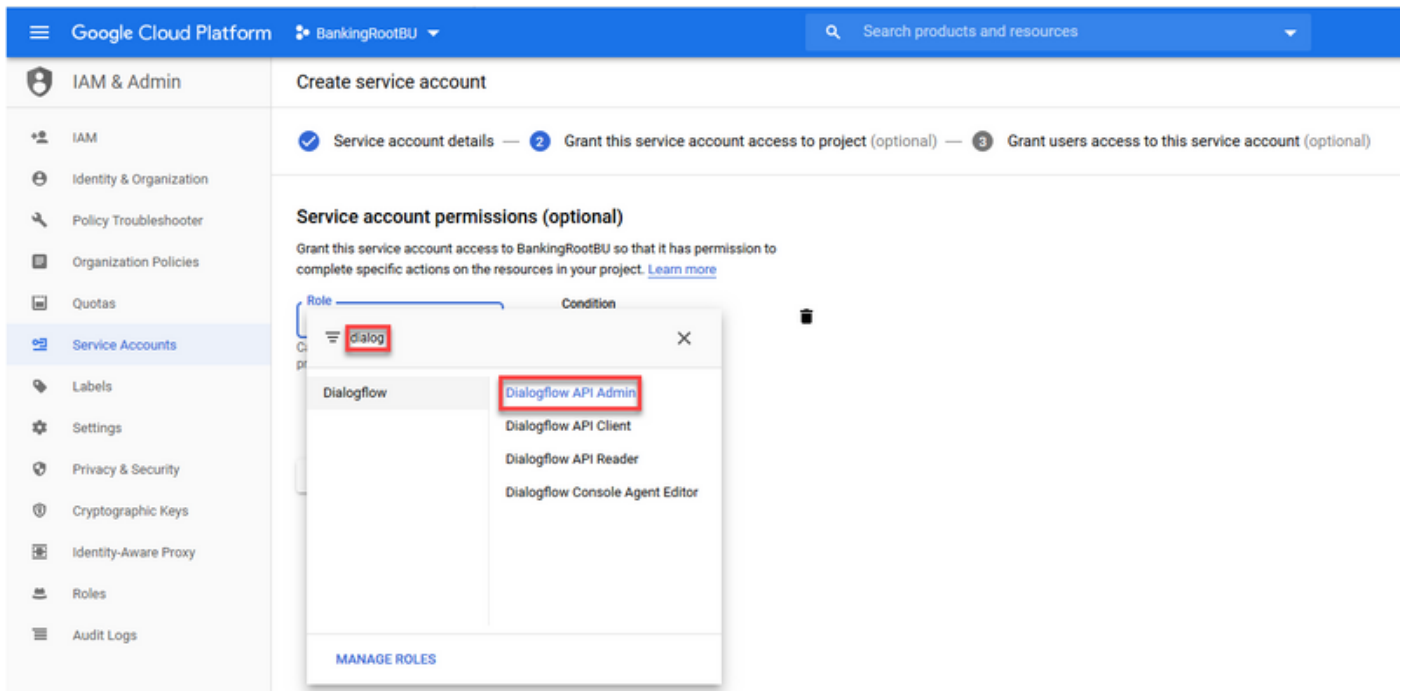 Google Cloud Platform BankingRootBU Search products and resources
IAM & Admin
Create service account
IAM
Identity & Organization
Policy Troubleshooter
Organization Policies
Quotas
Service Accounts
Labels
Settings
Privacy & Security
Cryptographic Keys
Identity-Aware Proxy
Roles
Audit Logs
Service account details — 2 Grant this service account access to project (optional) — 3 Grant users access to this service account (optional)
Service account permissions (optional)
Grant this service account access to BankingRootBU so that it has permission to
complete specific actions on the resources in your project. Learn more
Role Condition
dialog
Dialogflow
Dialogflow API Admin
Dialogflow API Client
Dialogflow API Reader
Dialogflow Console Agent Editor
MANAGE ROLES